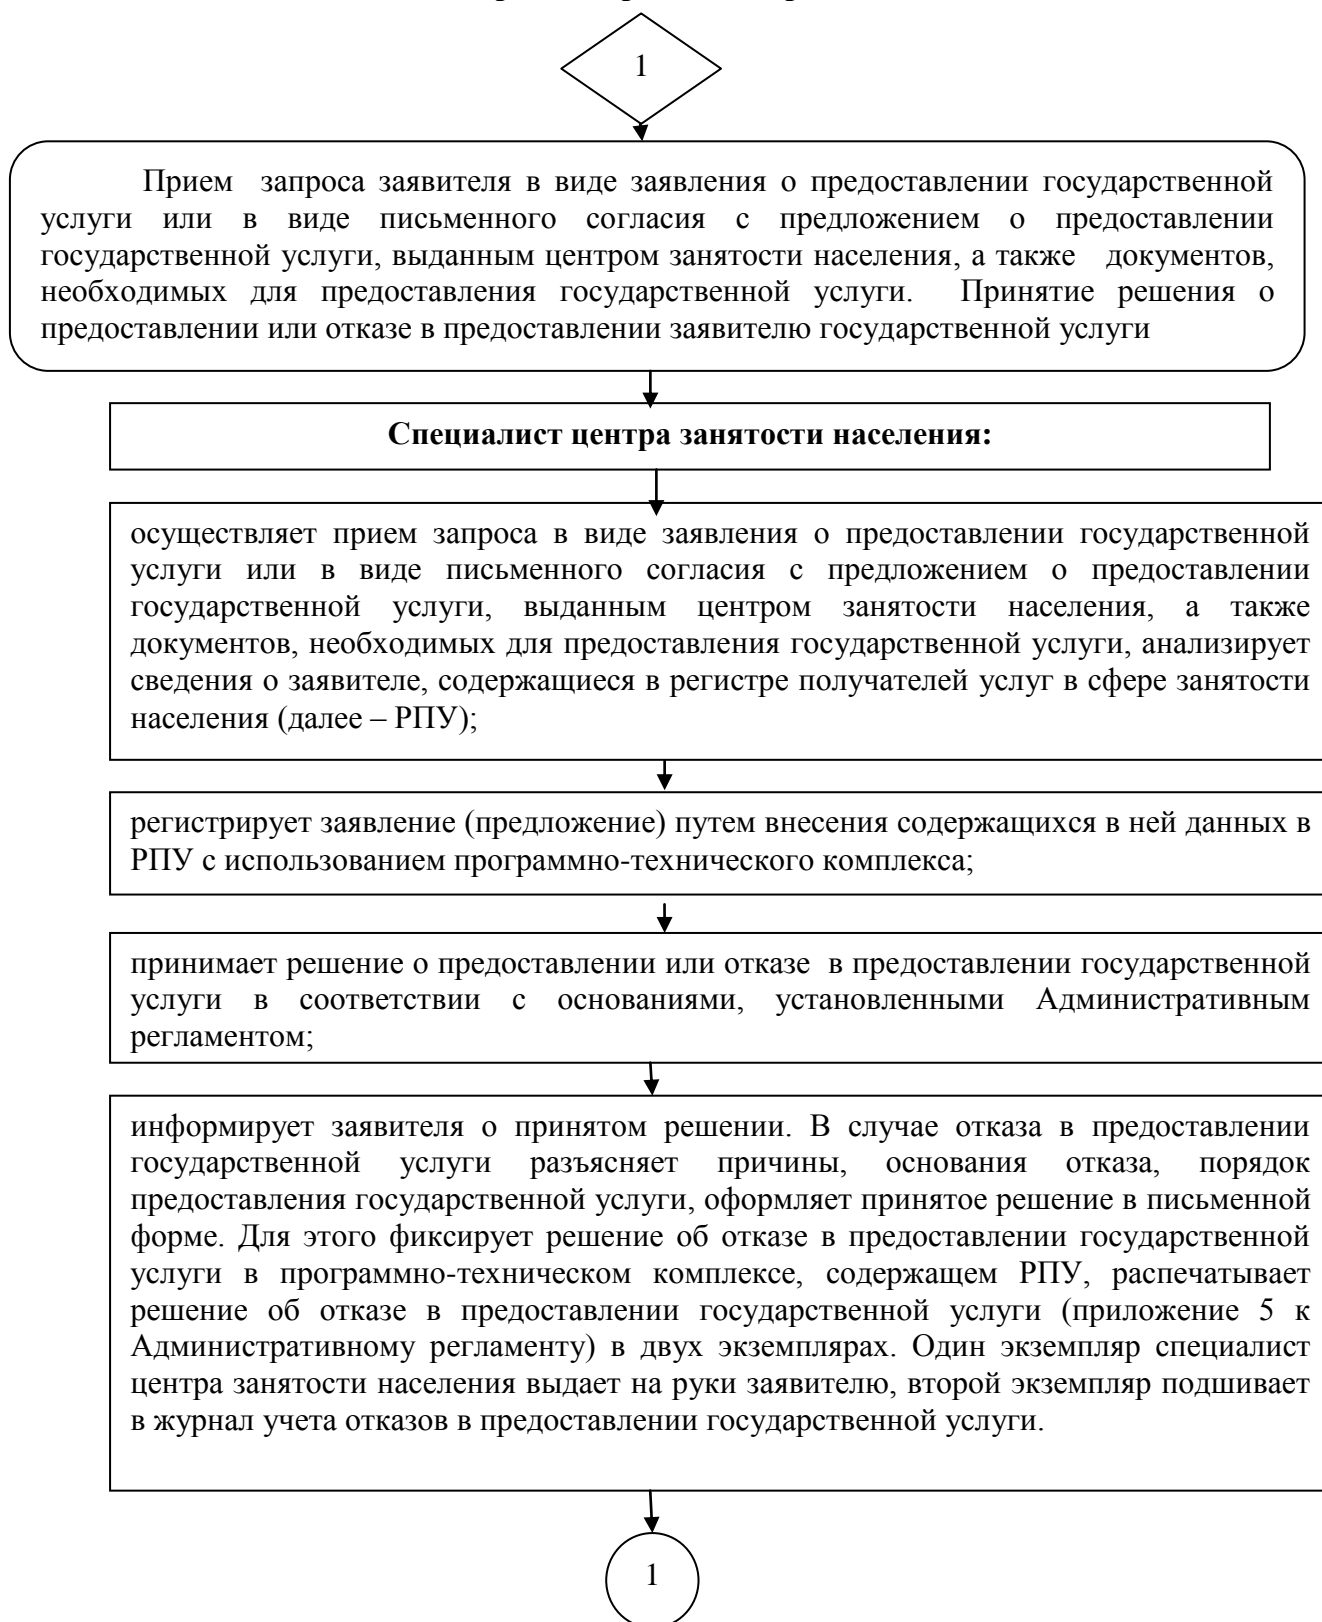 1
Прием запроса заявителя в виде заявления о предоставлении государственной
услуги или в виде письменного согласия с предложением о предоставлении
государственной услуги, выданным центром занятости населения, а также документов,
необходимых для предоставления государственной услуги. Принятие решения о
предоставлении или отказе в предоставлении заявителю государственной услуги
Специалист центра занятости населения:
осуществляет прием запроса в виде заявления о предоставлении государственной
услуги или в виде письменного согласия с предложением о предоставлении
государственной услуги, выданным центром занятости населения, а также
документов, необходимых для предоставления государственной услуги, анализирует
сведения о заявителе, содержащиеся в регистре получателей услуг в сфере занятости
населения (далее – РПУ);
регистрирует заявление (предложение) путем внесения содержащихся в ней данных в
РПУ с использованием программно-технического комплекса;
принимает решение о предоставлении или отказе в предоставлении государственной
услуги в соответствии с основаниями, установленными Административным
регламентом;
информирует заявителя о принятом решении. В случае отказа в предоставлении
государственной услуги разъясняет причины, основания отказа, порядок
предоставления государственной услуги, оформляет принятое решение в письменной
форме. Для этого фиксирует решение об отказе в предоставлении государственной
услуги в программно-техническом комплексе, содержащем РПУ, распечатывает
решение об отказе в предоставлении государственной услуги (приложение 5 к
Административному регламенту) в двух экземплярах. Один экземпляр специалист
центра занятости населения выдает на руки заявителю, второй экземпляр подшивает
в журнал учета отказов в предоставлении государственной услуги.
1